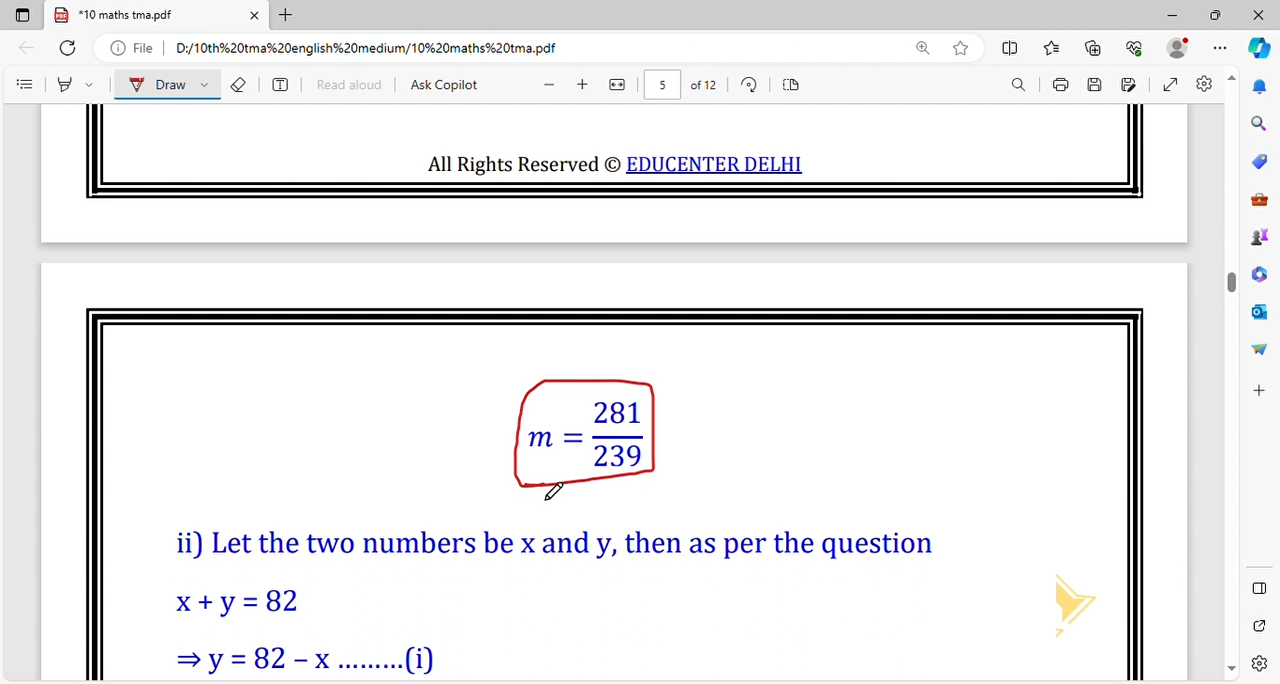 *10 maths tma.pdf
File D:/10th%20tma%20english%20medium/10%20maths%20tma.pdf
Draw Read aloud Ask Copilot 5 of 12
All Rights Reserved © EDUCENTER DELHI
m = 281/239
ii) Let the two numbers be x and y, then as per the question
x + y = 82
⇒ y = 82 – x ………(i)